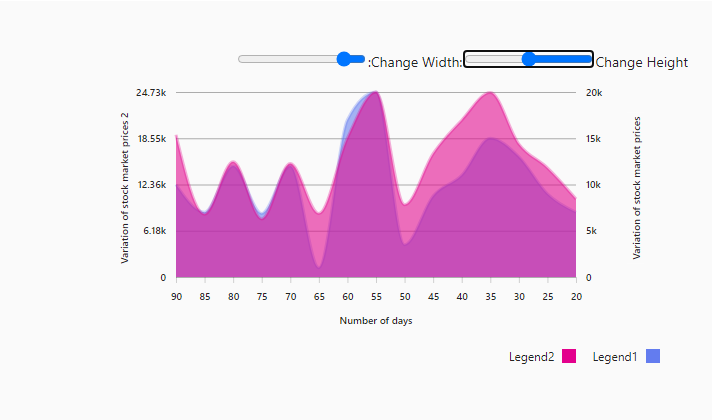 :Change Width:
Change Height
24.73k
18.55k
12.36k
6.18k
0
Variation of stock market prices 2
20k
15k
10k
5k
0
Variation of stock market prices
90 85 80 75 70 65 60 55 50 45 40 35 30 25 20
Number of days
Legend2 Legend1